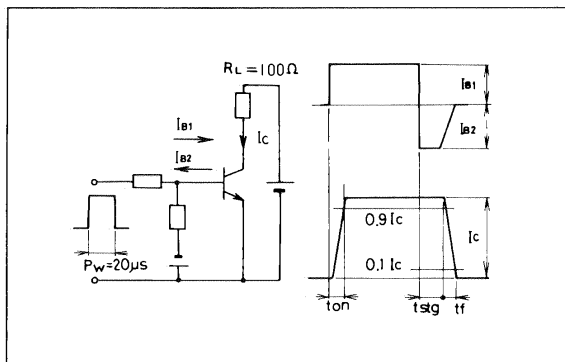 RL=100Ω
IB1
IB2
IC
PW=20μs
IB1
IB2
0.9 IC
0.1 IC
IC
ton
tstg
tf